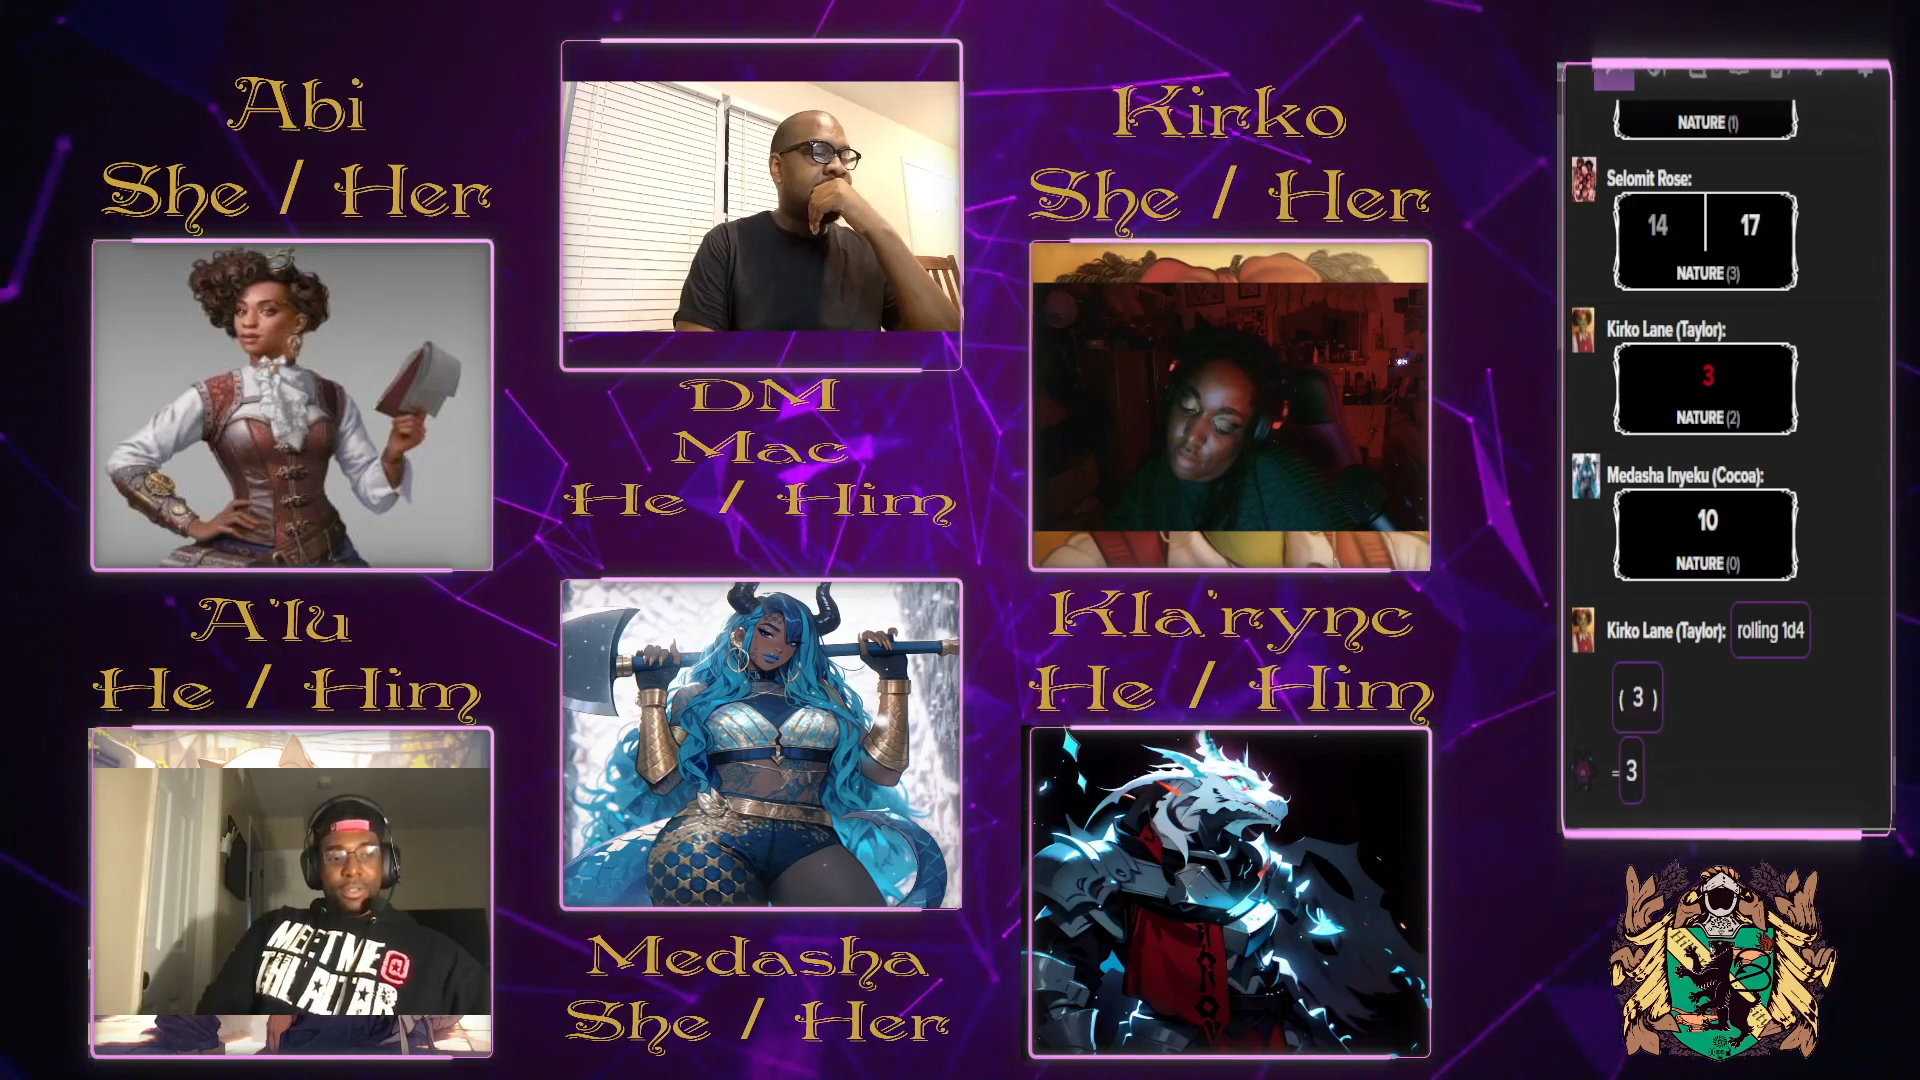 Abi
She / Her
DM
Mac
He / Him
Kirko
She / Her
A'lu
He / Him
MEET ME
@
THE ALTAR
Medasha
She / Her
Kla'rync
He / Him
NATURE (1)
Selomit Rose:
14 17
NATURE (3)
Kirko Lane (Taylor):
3
NATURE (2)
Medasha Inyeku (Cocoa):
10
NATURE (0)
Kirko Lane (Taylor): rolling 1d4
( 3 )
= 3